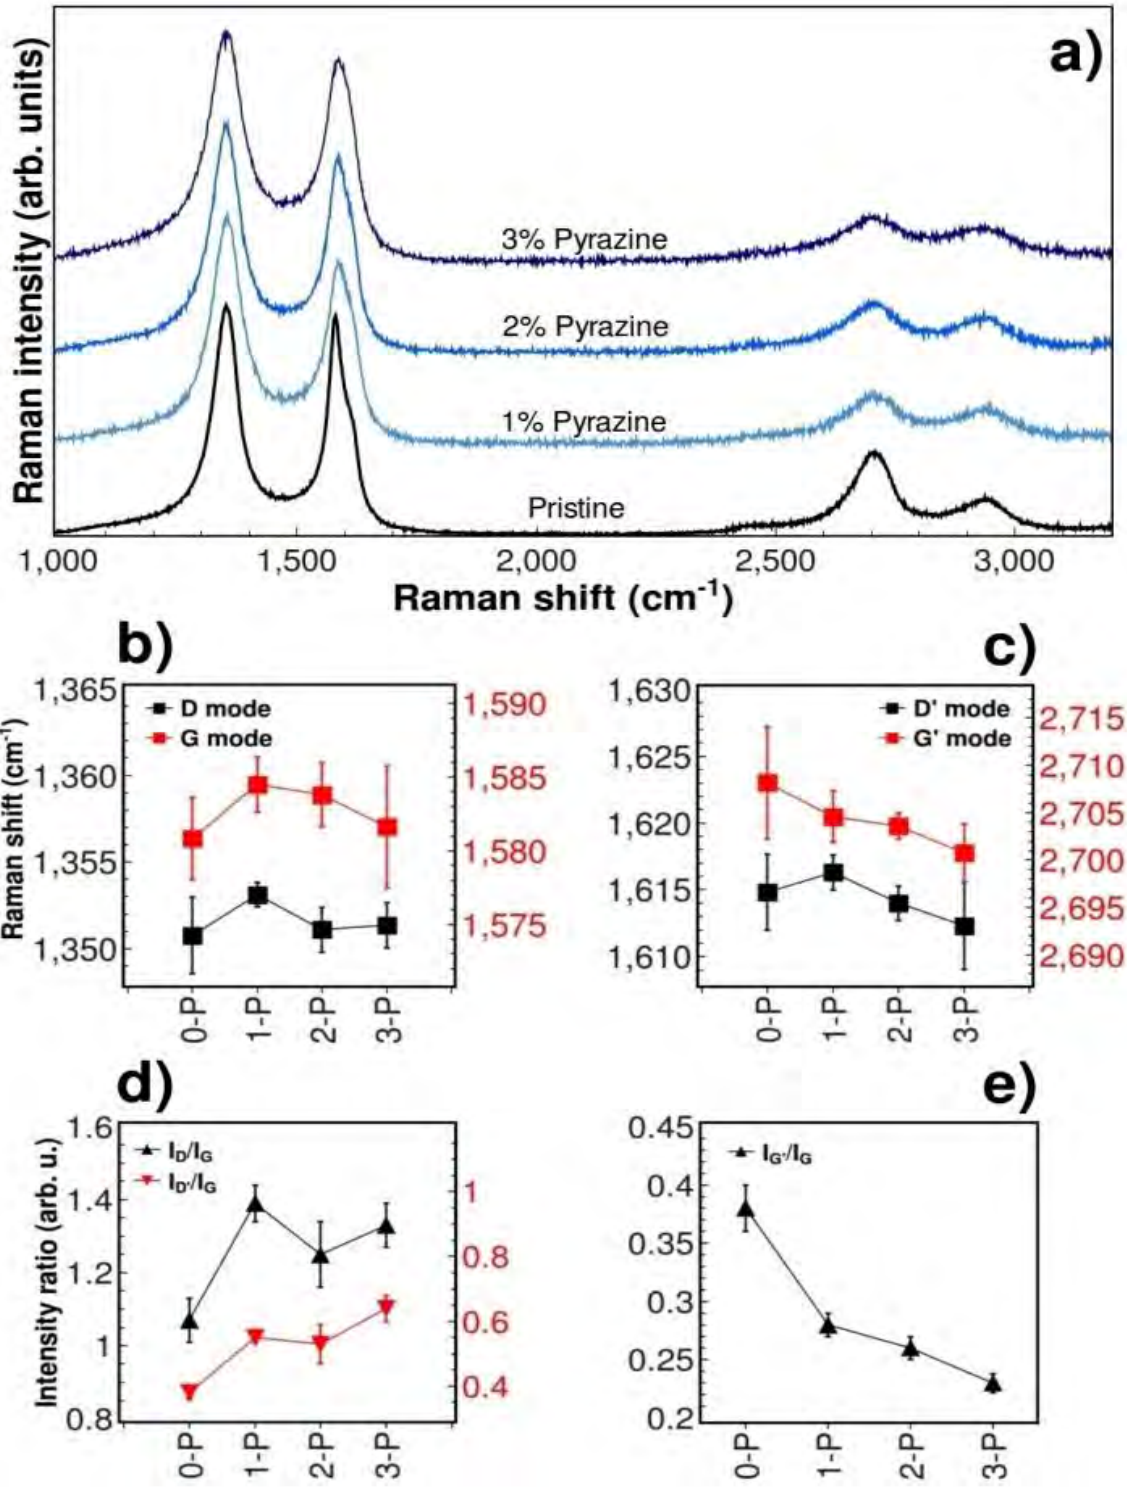 a)
Raman intensity (arb. units)
3% Pyrazine
2% Pyrazine
1% Pyrazine
Pristine
1,000 1,500 2,000 2,500 3,000
Raman shift (cm-1)
b)
Raman shift (cm-1)
1,365
1,360
1,355
1,350
D mode
G mode
1,590
1,585
1,580
1,575
0-P 1-P 2-P 3-P
c)
1,630
1,625
1,620
1,615
1,610
D' mode
G' mode
2,715
2,710
2,705
2,700
2,695
2,690
0-P 1-P 2-P 3-P
d)
Intensity ratio (arb. u.)
1.6
1.4
1.2
1
0.8
ID/IG
ID'/IG
1
0.8
0.6
0.4
0-P 1-P 2-P 3-P
e)
0.45
0.4
0.35
0.3
0.25
0.2
IG'/IG
0-P 1-P 2-P 3-P